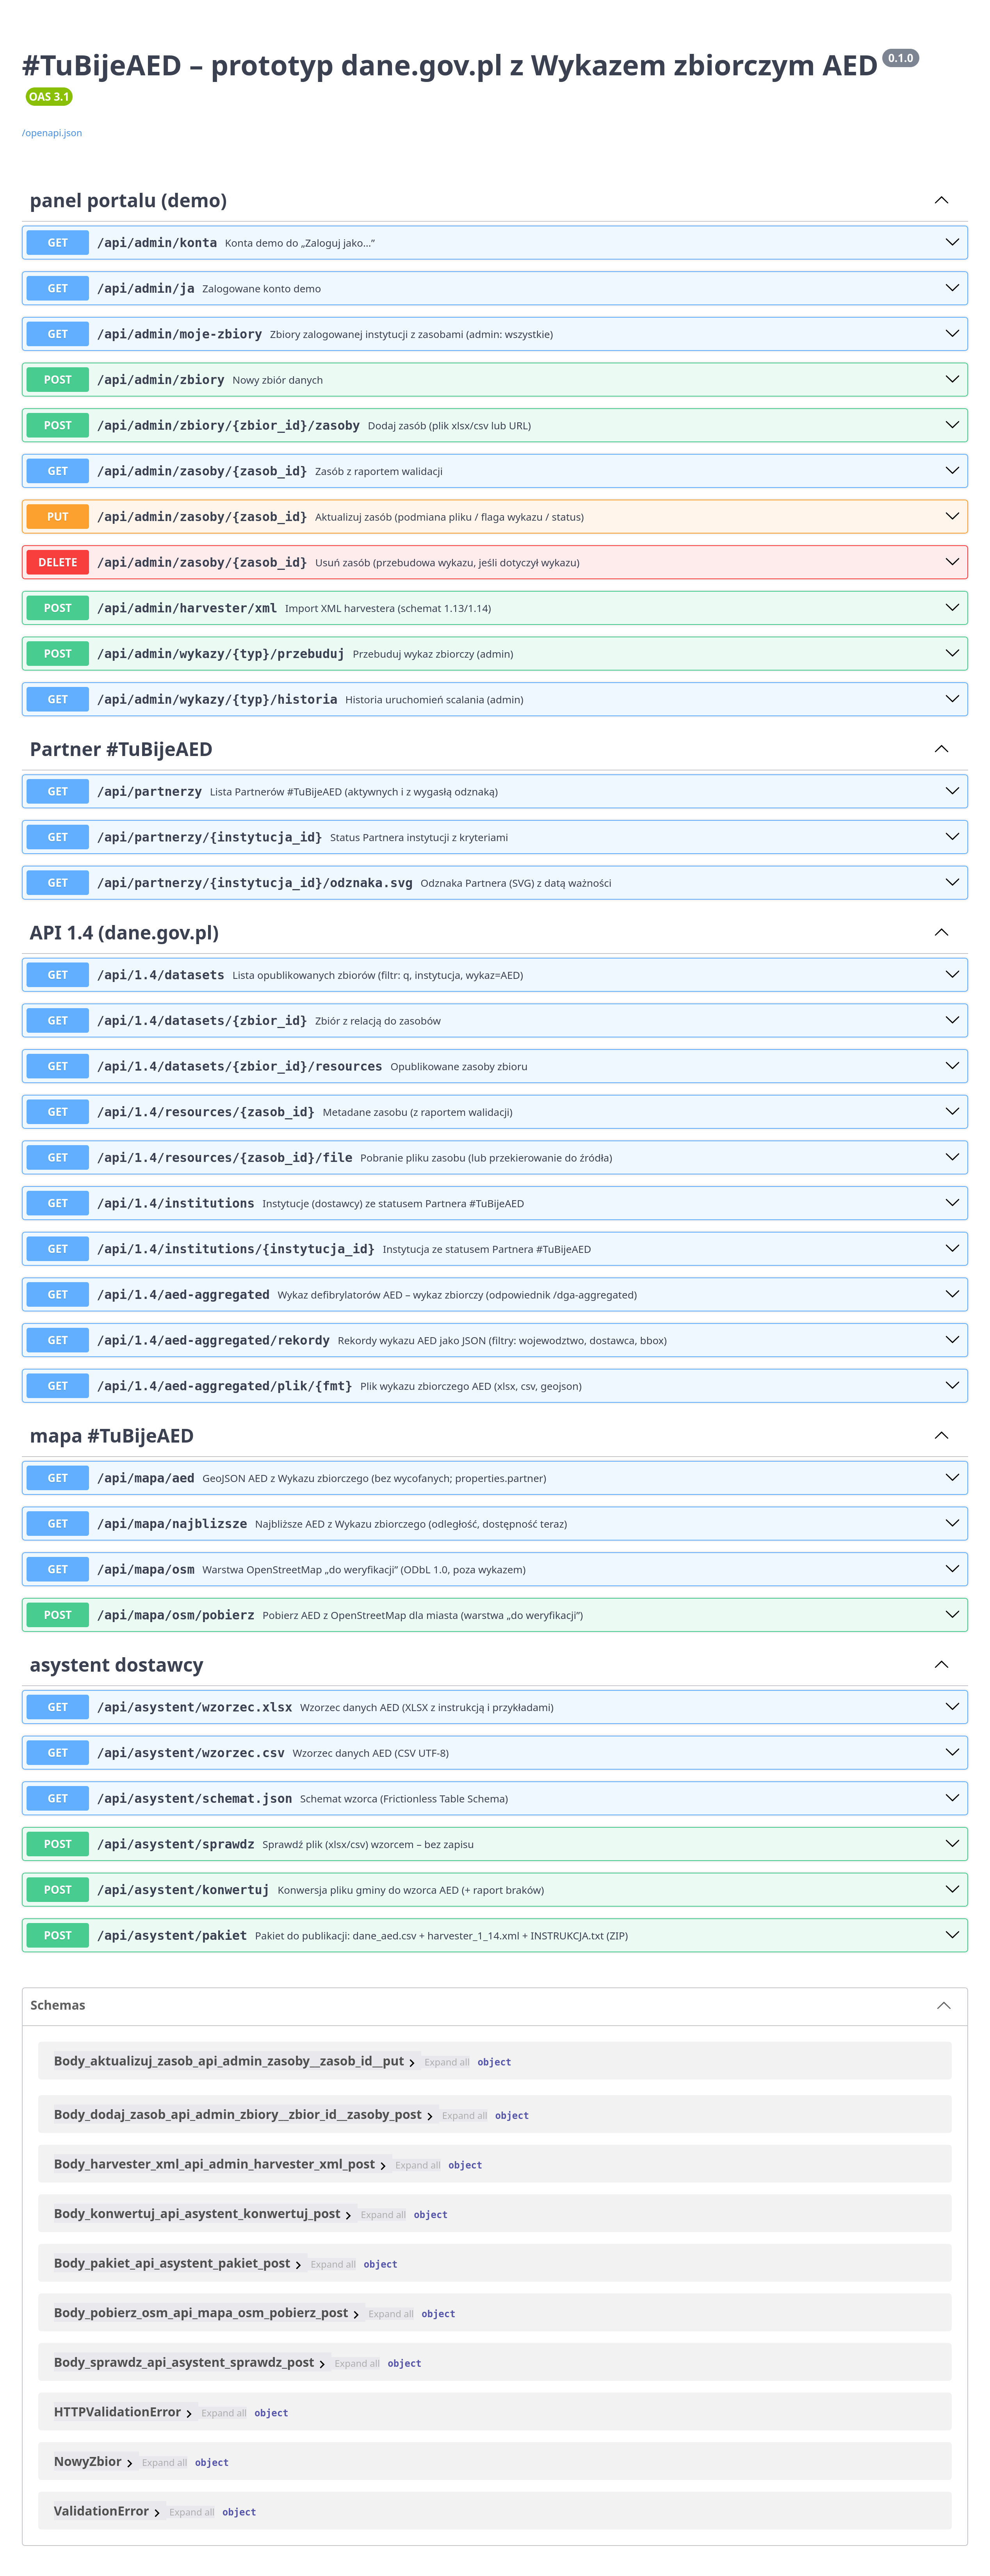 #TuBijeAED – prototyp dane.gov.pl z Wykazem zbiorczym AED 0.1.0
OAS 3.1
/openapi.json
panel portalu (demo)
GET /api/admin/konta Konta demo do „Zaloguj jako…”
GET /api/admin/ja Zalogowane konto demo
GET /api/admin/moje-zbiory Zbiory zalogowanej instytucji z zasobami (admin: wszystkie)
POST /api/admin/zbiory Nowy zbiór danych
POST /api/admin/zbiory/{zbior_id}/zasoby Dodaj zasób (plik xlsx/csv lub URL)
GET /api/admin/zasoby/{zasob_id} Zasób z raportem walidacji
PUT /api/admin/zasoby/{zasob_id} Aktualizuj zasób (podmiana pliku / flaga wykazu / status)
DELETE /api/admin/zasoby/{zasob_id} Usuń zasób (przebudowa wykazu, jeśli dotyczył wykazu)
POST /api/admin/harvester/xml Import XML harvestera (schemat 1.13/1.14)
POST /api/admin/wykazy/{typ}/przebuduj Przebuduj wykaz zbiorczy (admin)
GET /api/admin/wykazy/{typ}/historia Historia uruchomień scalania (admin)
Partner #TuBijeAED
GET /api/partnerzy Lista Partnerów #TuBijeAED (aktywnych i z wygasłą odznaką)
GET /api/partnerzy/{instytucja_id} Status Partnera instytucji z kryteriami
GET /api/partnerzy/{instytucja_id}/odznaka.svg Odznaka Partnera (SVG) z datą ważności
API 1.4 (dane.gov.pl)
GET /api/1.4/datasets Lista opublikowanych zbiorów (filtr: q, instytucja, wykaz=AED)
GET /api/1.4/datasets/{zbior_id} Zbiór z relacją do zasobów
GET /api/1.4/datasets/{zbior_id}/resources Opublikowane zasoby zbioru
GET /api/1.4/resources/{zasob_id} Metadane zasobu (z raportem walidacji)
GET /api/1.4/resources/{zasob_id}/file Pobranie pliku zasobu (lub przekierowanie do źródła)
GET /api/1.4/institutions Instytucje (dostawcy) ze statusem Partnera #TuBijeAED
GET /api/1.4/institutions/{instytucja_id} Instytucja ze statusem Partnera #TuBijeAED
GET /api/1.4/aed-aggregated Wykaz defibrylatorów AED – wykaz zbiorczy (odpowiednik /dga-aggregated)
GET /api/1.4/aed-aggregated/rekordy Rekordy wykazu AED jako JSON (filtry: wojewodztwo, dostawca, bbox)
GET /api/1.4/aed-aggregated/plik/{fmt} Plik wykazu zbiorczego AED (xlsx, csv, geojson)
mapa #TuBijeAED
GET /api/mapa/aed GeoJSON AED z Wykazu zbiorczego (bez wycofanych; properties.partner)
GET /api/mapa/najblizsze Najbliższe AED z Wykazu zbiorczego (odległość, dostępność teraz)
GET /api/mapa/osm Warstwa OpenStreetMap „do weryfikacji” (ODbL 1.0, poza wykazem)
POST /api/mapa/osm/pobierz Pobierz AED z OpenStreetMap dla miasta (warstwa „do weryfikacji”)
asystent dostawcy
GET /api/asystent/wzorzec.xlsx Wzorzec danych AED (XLSX z instrukcją i przykładami)
GET /api/asystent/wzorzec.csv Wzorzec danych AED (CSV UTF-8)
GET /api/asystent/schemat.json Schemat wzorca (Frictionless Table Schema)
POST /api/asystent/sprawdz Sprawdź plik (xlsx/csv) wzorcem – bez zapisu
POST /api/asystent/konwertuj Konwersja pliku gminy do wzorca AED (+ raport braków)
POST /api/asystent/pakiet Pakiet do publikacji: dane_aed.csv + harvester_1_14.xml + INSTRUKCJA.txt (ZIP)
Schemas
Body_aktualizuj_zasob_api_admin_zasoby__zasob_id__put Expand all object
Body_dodaj_zasob_api_admin_zbiory__zbior_id__zasoby_post Expand all object
Body_harvester_xml_api_admin_harvester_xml_post Expand all object
Body_konwertuj_api_asystent_konwertuj_post Expand all object
Body_pakiet_api_asystent_pakiet_post Expand all object
Body_pobierz_osm_api_mapa_osm_pobierz_post Expand all object
Body_sprawdz_api_asystent_sprawdz_post Expand all object
HTTPValidationError Expand all object
NowyZbior Expand all object
ValidationError Expand all object